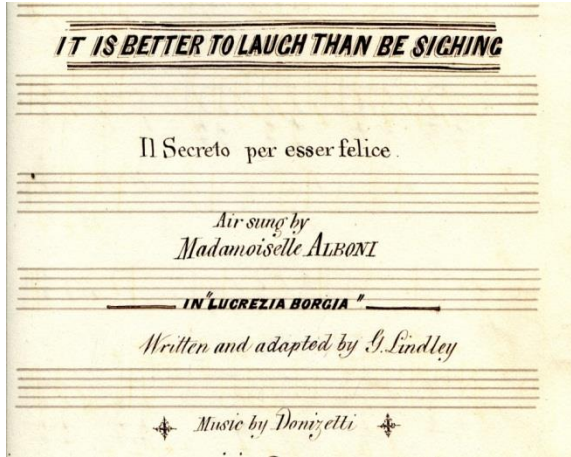 IT IS BETTER TO LAUGH THAN BE SIGHING
Il Secreto per esser felice.
Air sung by
Madamoiselle ALBONI
IN "LUCREZIA BORGIA"
Written and adapted by G. Lindley
Music by Donizetti